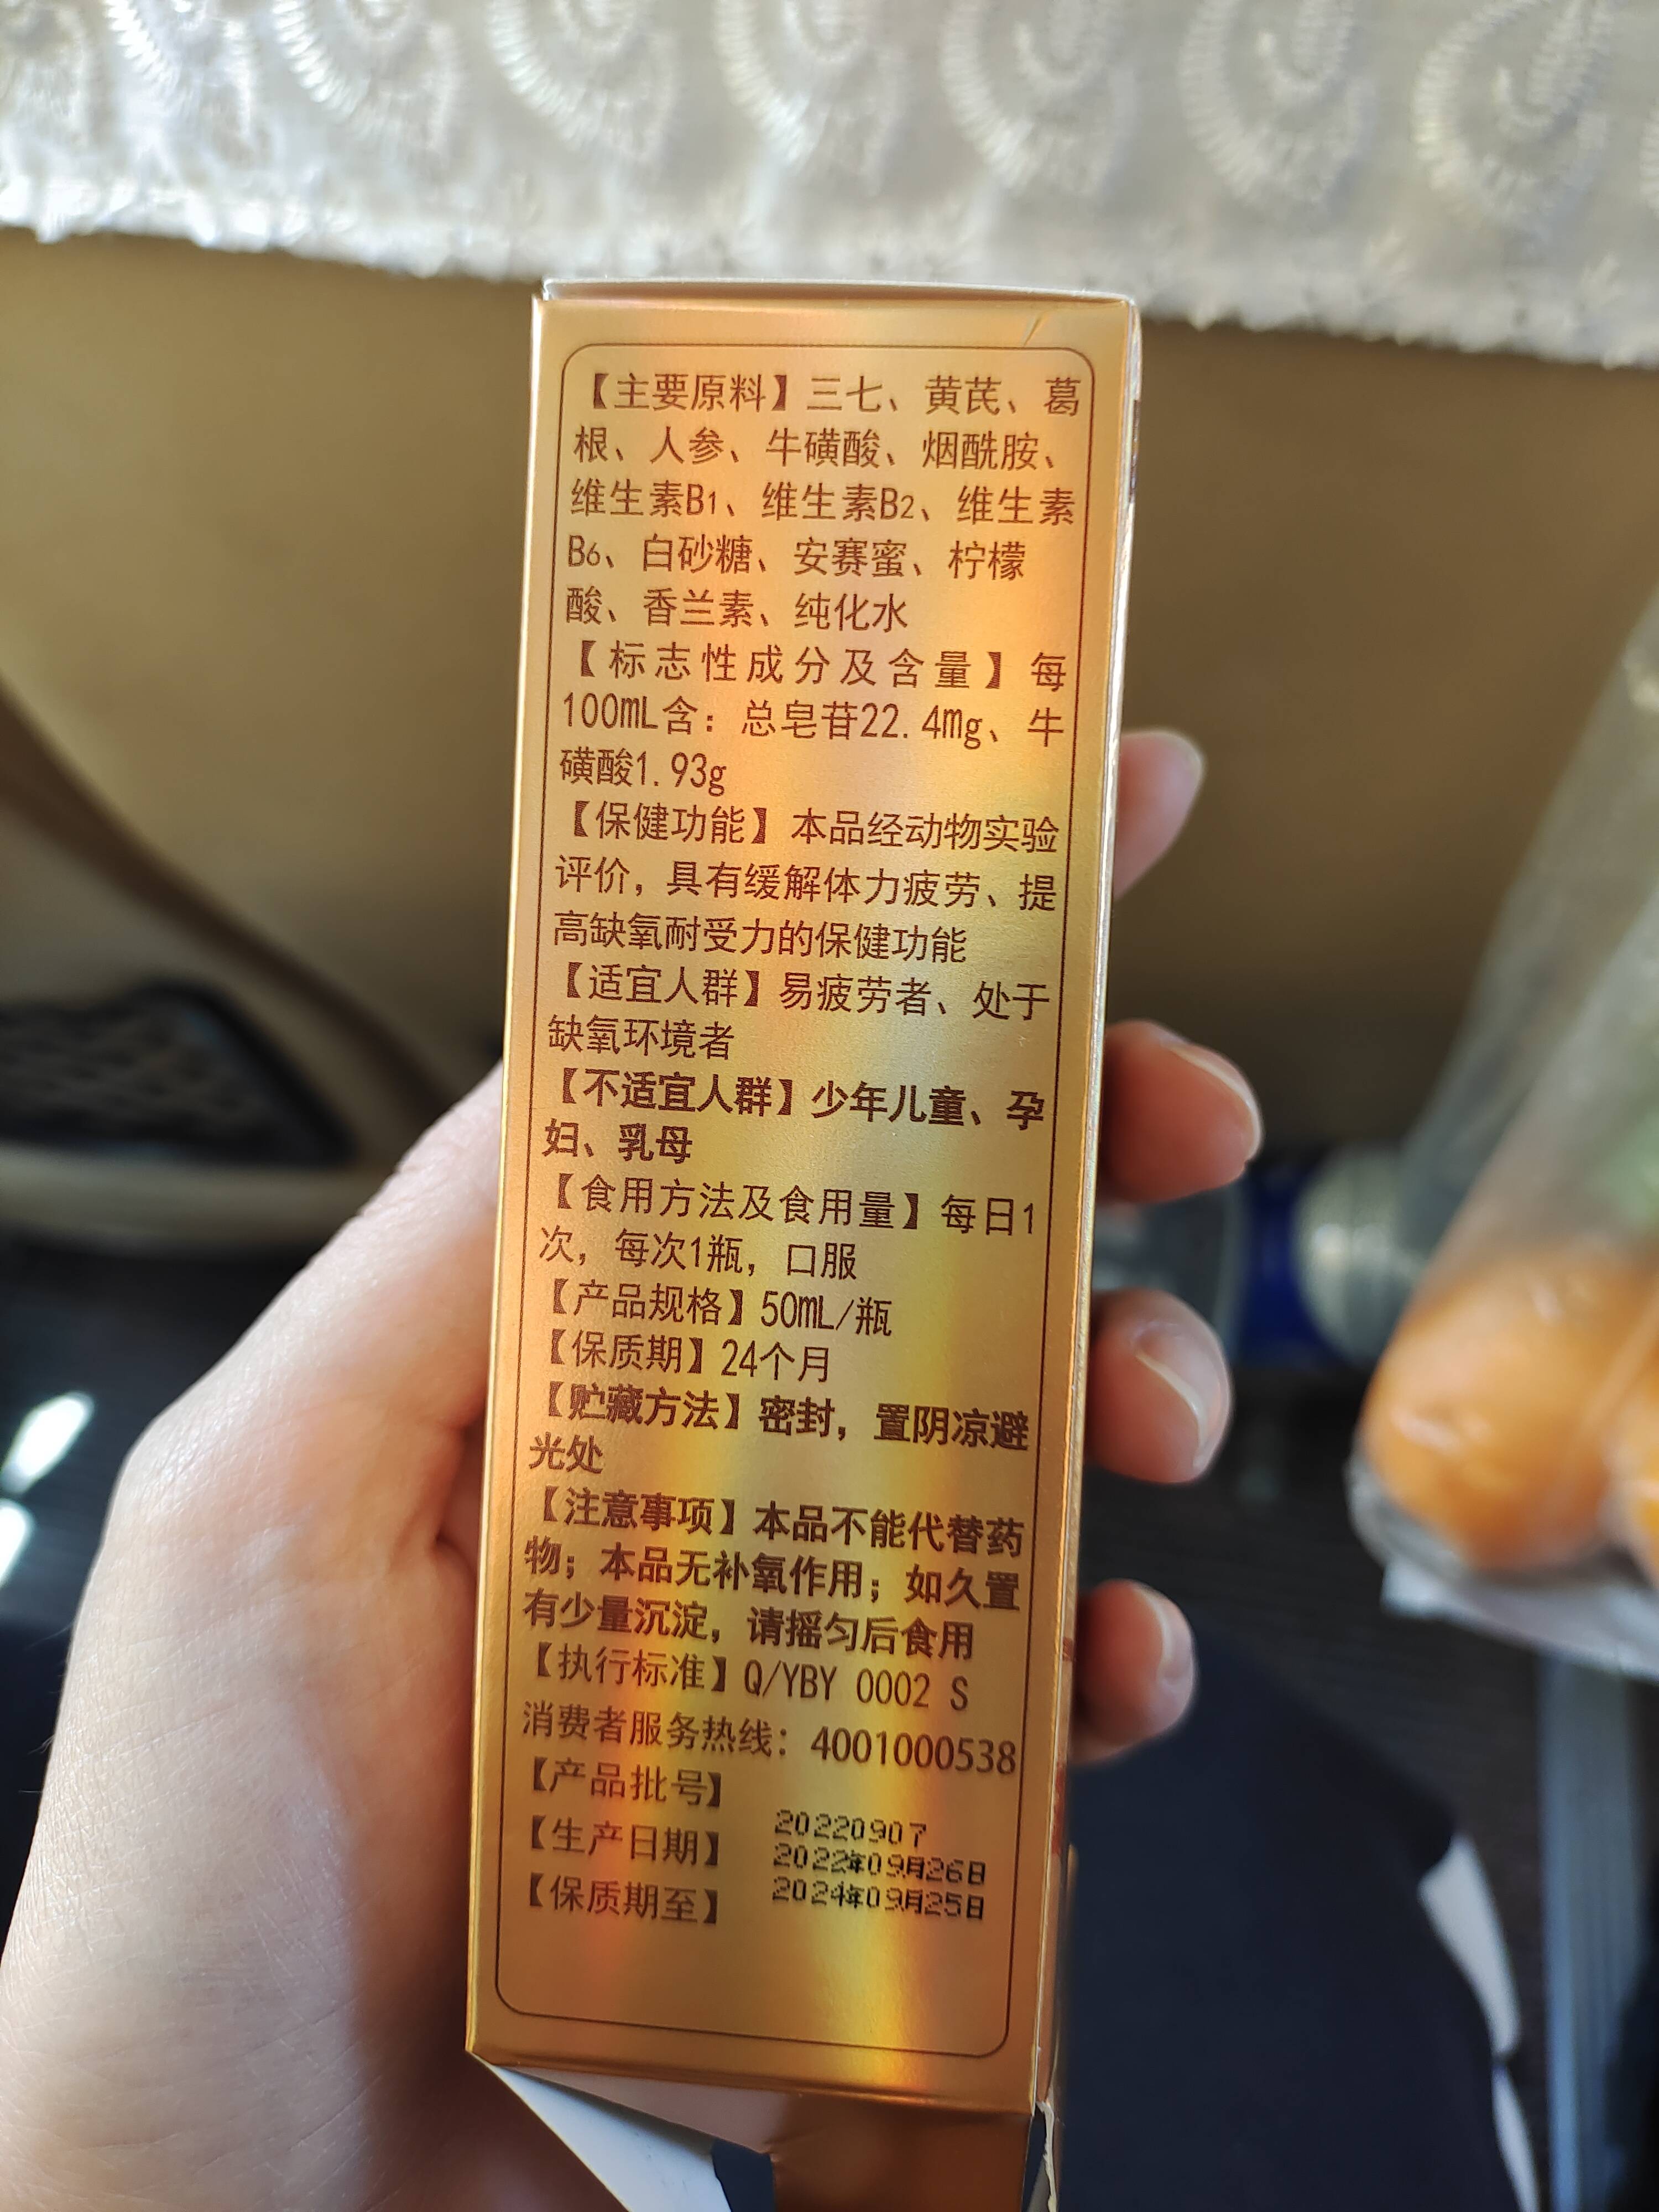 【主要原料】三七、黄芪、葛
根、人参、牛磺酸、烟酰胺、
维生素B1、维生素B2、维生素
B6、白砂糖、安赛蜜、柠檬
酸、香兰素、纯化水
【标志性成分及含量】每
100mL含：总皂苷22.4mg、牛
磺酸1.93g
【保健功能】本品经动物实验
评价，具有缓解体力疲劳、提
高缺氧耐受力的保健功能
【适宜人群】易疲劳者、处于
缺氧环境者
【不适宜人群】少年儿童、孕
妇、乳母
【食用方法及食用量】每日1
次，每次1瓶，口服
【产品规格】50mL/瓶
【保质期】24个月
【贮藏方法】密封，置阴凉避
光处
【注意事项】本品不能代替药
物；本品无补氧作用；如久置
有少量沉淀，请摇匀后食用
【执行标准】Q/YBY 0002 S
消费者服务热线：4001000538
【产品批号】 20220907
【生产日期】 2022年09月26日
【保质期至】 2024年09月25日